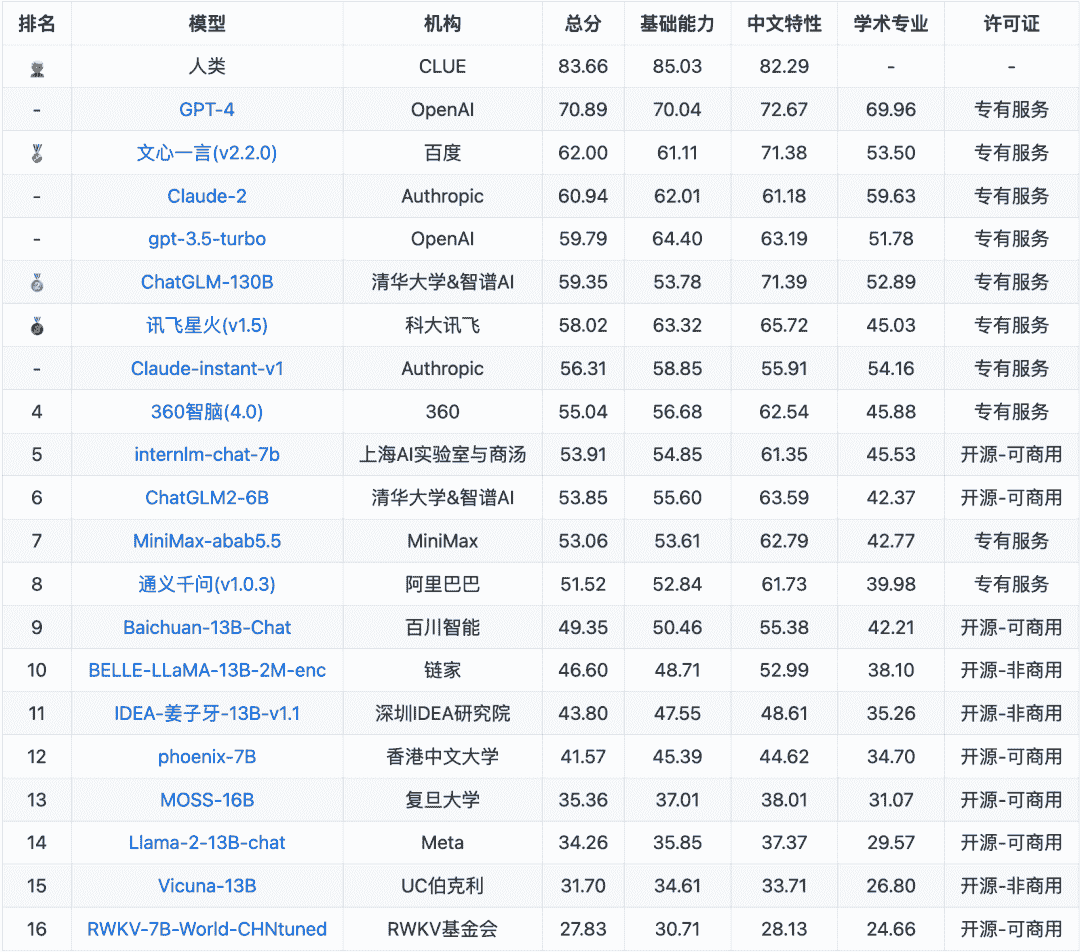 排名 模型 机构 总分 基础能力 中文特性 学术专业 许可证
人类 CLUE 83.66 85.03 82.29 - -
- GPT-4 OpenAI 70.89 70.04 72.67 69.96 专有服务
文心一言(v2.2.0) 百度 62.00 61.11 71.38 53.50 专有服务
- Claude-2 Authropic 60.94 62.01 61.18 59.63 专有服务
- gpt-3.5-turbo OpenAI 59.79 64.40 63.19 51.78 专有服务
2 ChatGLM-130B 清华大学&智谱AI 59.35 53.78 71.39 52.89 专有服务
讯飞星火(v1.5) 科大讯飞 58.02 63.32 65.72 45.03 专有服务
- Claude-instant-v1 Authropic 56.31 58.85 55.91 54.16 专有服务
4 360智脑(4.0) 360 55.04 56.68 62.54 45.88 专有服务
5 internlm-chat-7b 上海AI实验室与商汤 53.91 54.85 61.35 45.53 开源-可商用
6 ChatGLM2-6B 清华大学&智谱AI 53.85 55.60 63.59 42.37 开源-可商用
7 MiniMax-abab5.5 MiniMax 53.06 53.61 62.79 42.77 专有服务
8 通义千问(v1.0.3) 阿里巴巴 51.52 52.84 61.73 39.98 专有服务
9 Baichuan-13B-Chat 百川智能 49.35 50.46 55.38 42.21 开源-可商用
10 BELLE-LLaMA-13B-2M-enc 链家 46.60 48.71 52.99 38.10 开源-非商用
11 IDEA-姜子牙-13B-v1.1 深圳IDEA研究院 43.80 47.55 48.61 35.26 开源-非商用
12 phoenix-7B 香港中文大学 41.57 45.39 44.62 34.70 开源-可商用
13 MOSS-16B 复旦大学 35.36 37.01 38.01 31.07 开源-可商用
14 Llama-2-13B-chat Meta 34.26 35.85 37.37 29.57 开源-可商用
15 Vicuna-13B UC伯克利 31.70 34.61 33.71 26.80 开源-非商用
16 RWKV-7B-World-CHNtuned RWKV基金会 27.83 30.71 28.13 24.66 开源-可商用